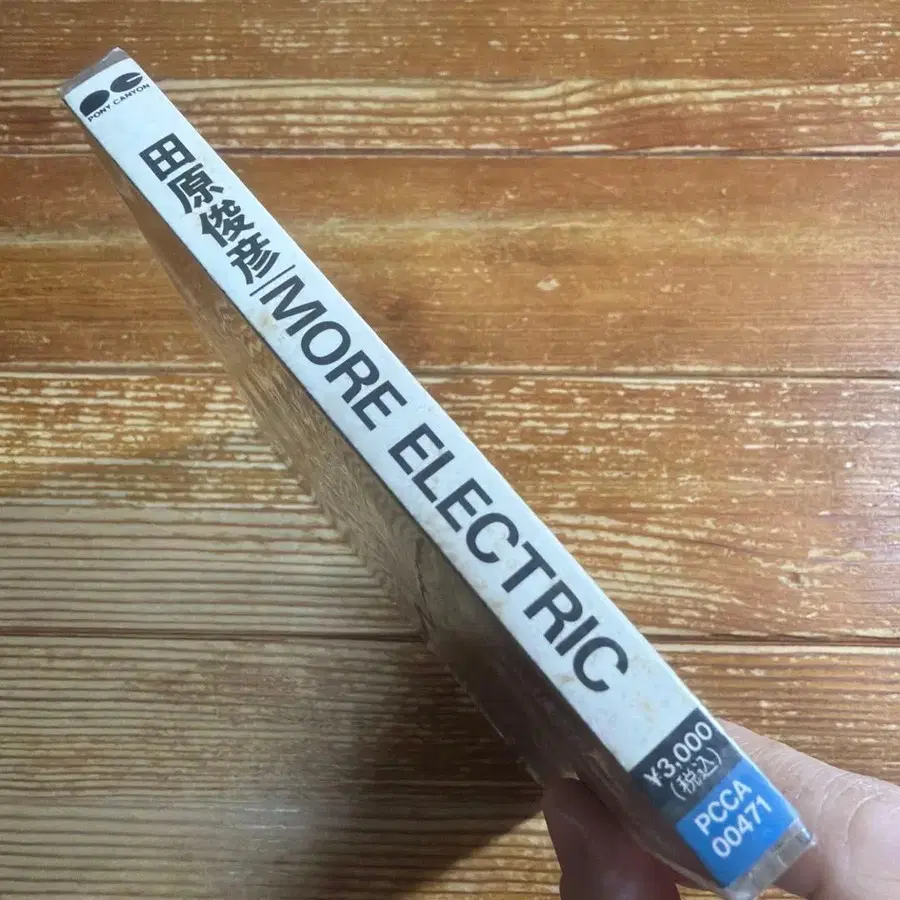 PONY CANYON
田原俊彦/MORE ELECTRIC
¥3,000
(税込)
PCCA
00471